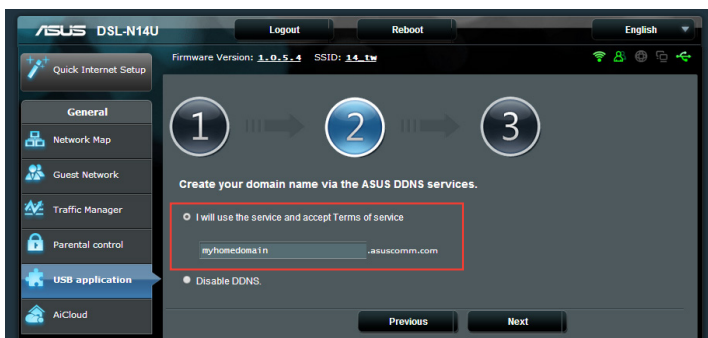 ASUS DSL-N14U Logout Reboot English
Quick Internet Setup
Firmware Version: 1.0.5.4 SSID: 14_tw
General
Network Map
Guest Network
Traffic Manager
Parental control
USB application
AiCloud
1 2 3
Create your domain name via the ASUS DDNS services.
I will use the service and accept Terms of service
myhomedomain .asuscomm.com
Disable DDNS.
Previous Next